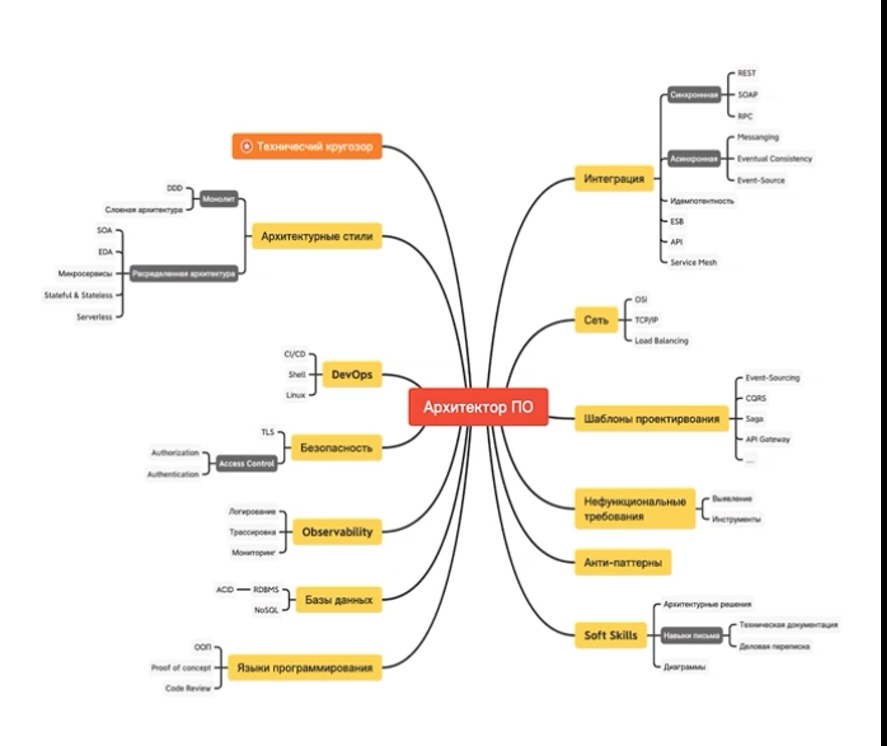 Архитектор ПО
Техничесчий кругозор
Архитектурные стили
Монолит
DDD
Слоеная архитектура
Расределенная архитектура
SOA
EDA
Микросервисы
Stateful & Stateless
Serverless
DevOps
CI/CD
Shell
Linux
Безопасность
TLS
Access Control
Authorization
Authentication
Observability
Логирование
Трассировка
Мониторинг
Базы данных
RDBMS
ACID
NoSQL
Языки программирования
ООП
Proof of concept
Code Review
Интеграция
Синхроннная
REST
SOAP
RPC
Асинхронная
Messanging
Eventual Consistency
Event-Source
Идемпотентность
ESB
API
Service Mesh
Сеть
OSI
TCP/IP
Load Balancing
Шаблоны проектирвоания
Event-Sourcing
CQRS
Saga
API Gateway
....
Нефункциональные
требования
Выявление
Инструменты
Анти-паттерны
Soft Skills
Архитектурные решения
Навыки письма
Техническая документация
Деловая переписка
Диаграммы